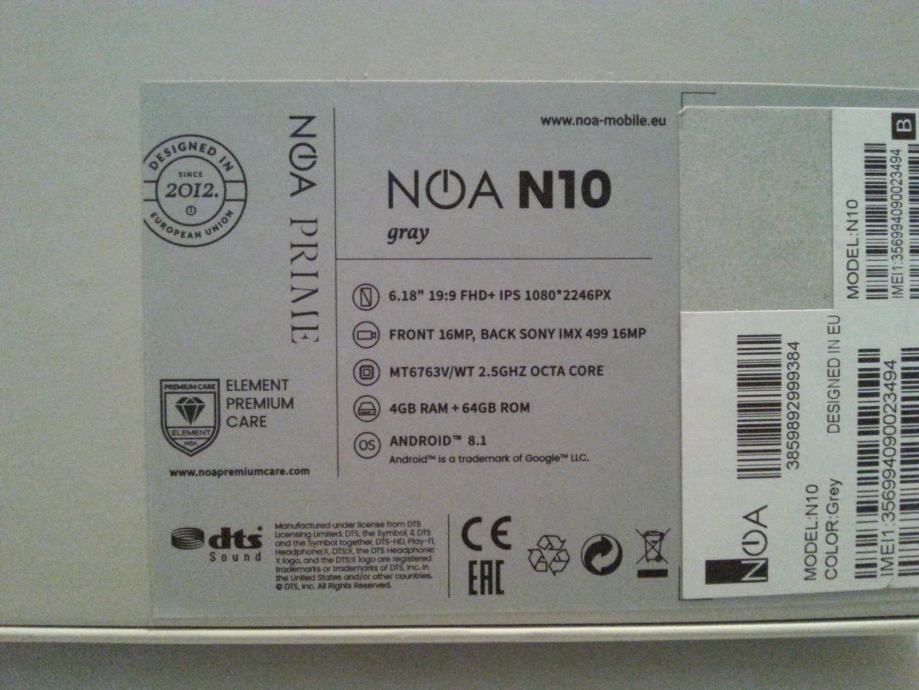 DESIGNED IN
SINCE
2012.
EUROPEAN UNION
NOA PRIME
www.noa-mobile.eu
NOA N10
gray
6.18" 19:9 FHD+ IPS 1080*2246PX
FRONT 16MP, BACK SONY IMX 499 16MP
MT6763V/WT 2.5GHZ OCTA CORE
4GB RAM + 64GB ROM
OS
ANDROID™ 8.1
Android™ is a trademark of Google™ LLC.
PREMIUM CARE
ELEMENT
NOA
ELEMENT
PREMIUM
CARE
www.noapremiumcare.com
dts
Sound
Manufactured under license from DTS
Licensing Limited. DTS, the Symbol, & DTS
and the Symbol together, DTS-HD, Play-Fi,
Headphone:X, DTS:X, the DTS Headphone:
X logo, and the DTS:X logo are registered
trademarks or trademarks of DTS, Inc. in
the United States and/or other countries.
© DTS, Inc. All Rights Reserved.
CE
EAC
B
MODEL:N10
IMEI1:356994090023494
NOA
3859892999384
MODEL:N10
COLOR:Grey DESIGNED IN EU
IMEI1:356994090023494